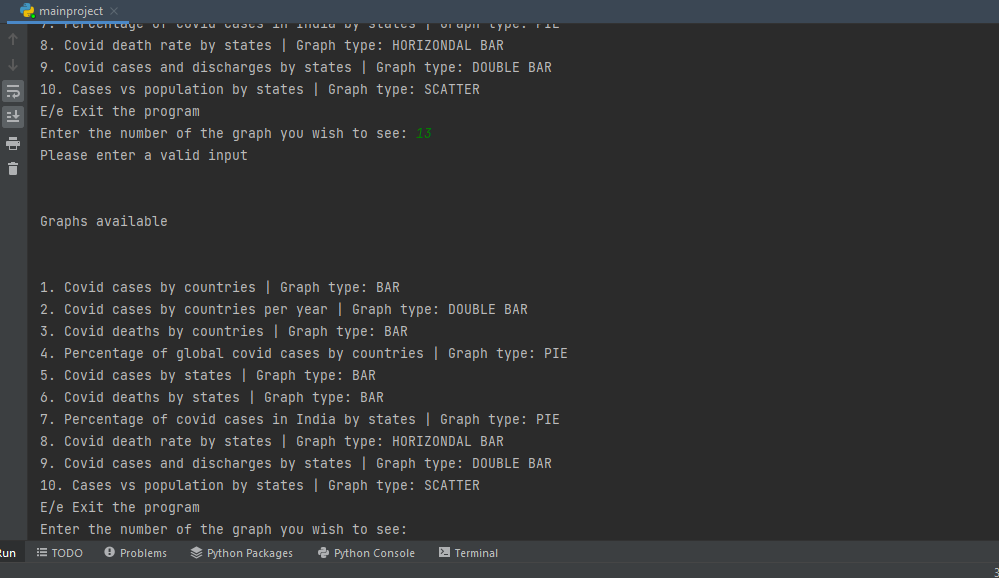 mainproject
7. Percentage of covid cases in India by states | Graph type: PIE
8. Covid death rate by states | Graph type: HORIZONDAL BAR
9. Covid cases and discharges by states | Graph type: DOUBLE BAR
10. Cases vs population by states | Graph type: SCATTER
E/e Exit the program
Enter the number of the graph you wish to see: 13
Please enter a valid input
Graphs available
1. Covid cases by countries | Graph type: BAR
2. Covid cases by countries per year | Graph type: DOUBLE BAR
3. Covid deaths by countries | Graph type: BAR
4. Percentage of global covid cases by countries | Graph type: PIE
5. Covid cases by states | Graph type: BAR
6. Covid deaths by states | Graph type: BAR
7. Percentage of covid cases in India by states | Graph type: PIE
8. Covid death rate by states | Graph type: HORIZONDAL BAR
9. Covid cases and discharges by states | Graph type: DOUBLE BAR
10. Cases vs population by states | Graph type: SCATTER
E/e Exit the program
Enter the number of the graph you wish to see:
Run TODO Problems Python Packages Python Console Terminal